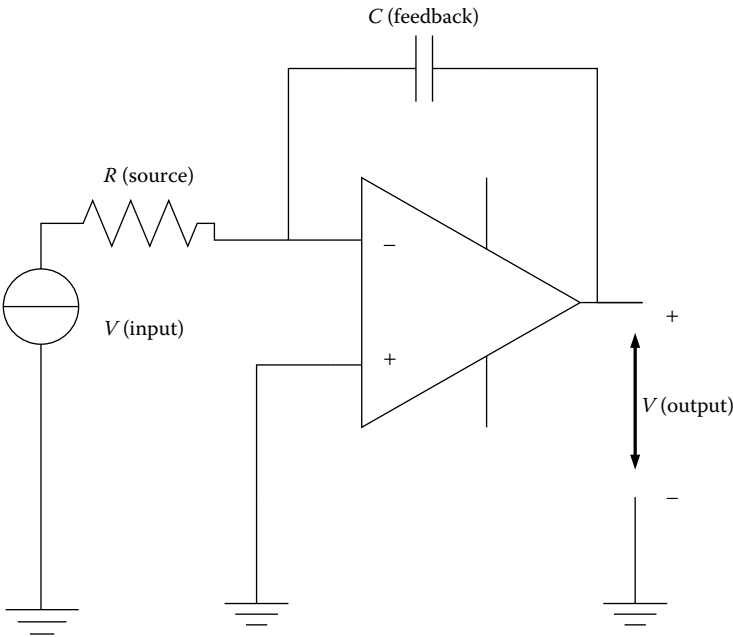 C (feedback)
R (source)
−
V (input)
+
+
V (output)
−